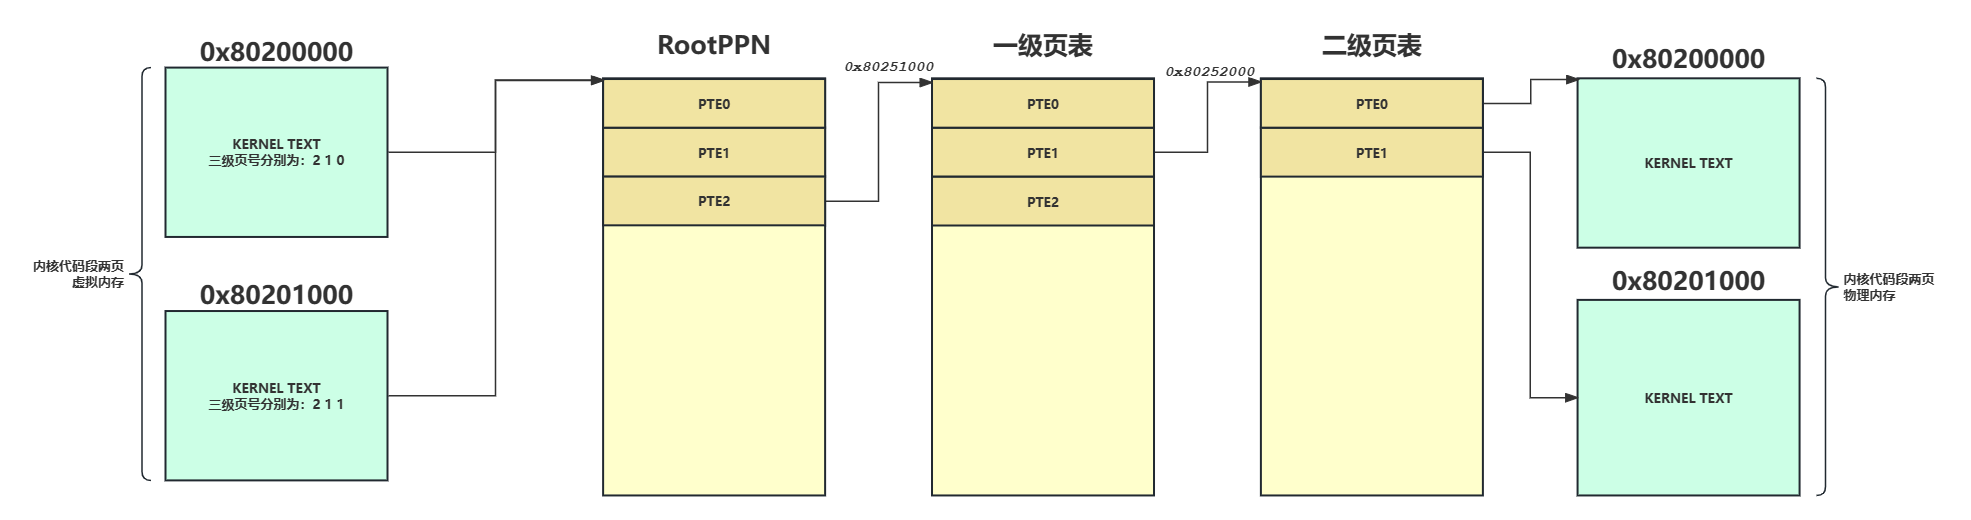 0x80200000
KERNEL TEXT
三级页号分别为：2 1 0
内核代码段两页
虚拟内存
0x80201000
KERNEL TEXT
三级页号分别为：2 1 1
RootPPN
PTE0
PTE1
PTE2
0x80251000
一级页表
PTE0
PTE1
PTE2
0x80252000
二级页表
PTE0
PTE1
0x80200000
KERNEL TEXT
0x80201000
KERNEL TEXT
内核代码段两页
物理内存